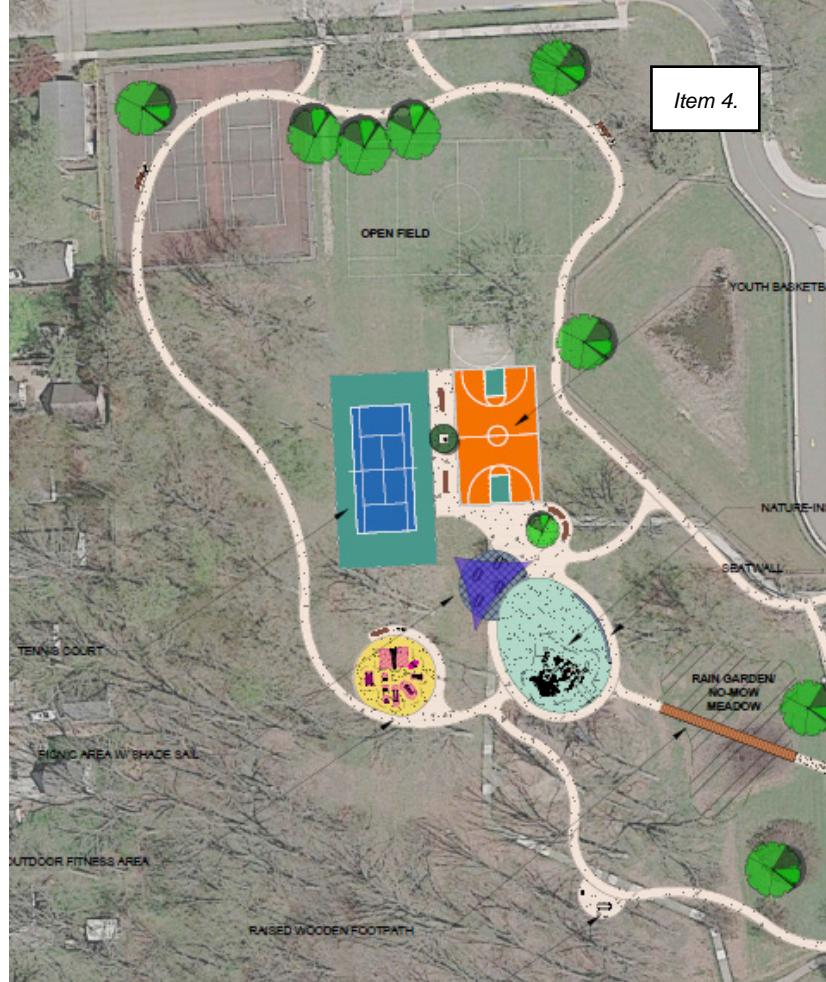 Item 4.
OPEN FIELD
YOUTH BASKETB
NATURE-IN
SEATWALL
TENNIS COURT
RAIN GARDEN/
NO-MOW
MEADOW
PICNIC AREA W/ SHADE SAIL
OUTDOOR FITNESS AREA
RAISED WOODEN FOOTPATH